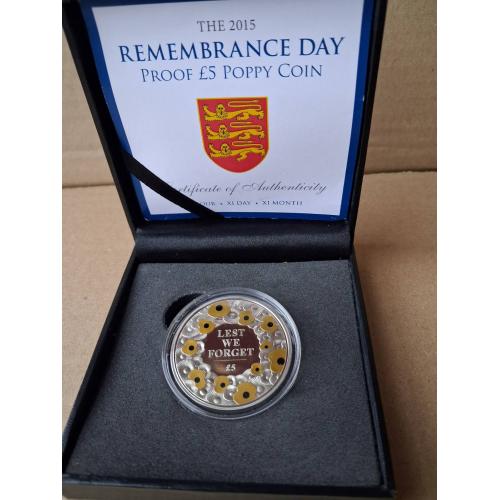 THE 2015
REMEMBRANCE DAY
PROOF £5 POPPY COIN
Certificate of Authenticity
XI DAY • XI MONTH
LEST
WE
FORGET
£5